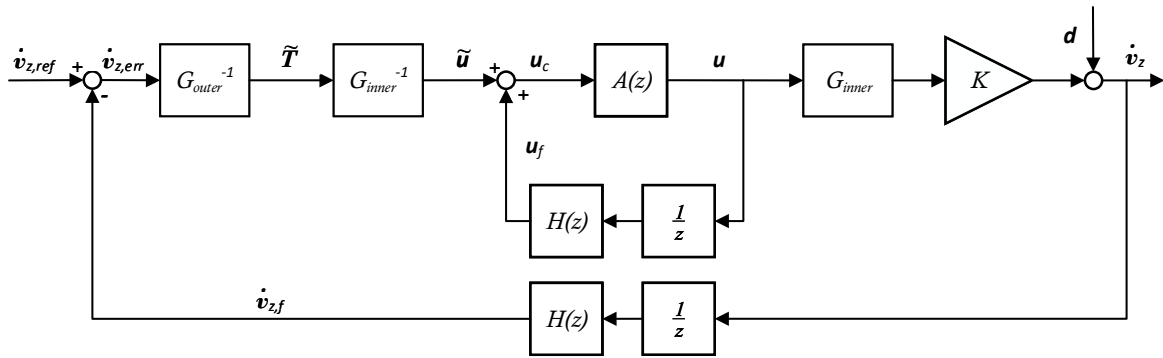 v̇z,ref
+
-
v̇z,err
Gouter⁻¹
T̃
Ginner⁻¹
ũ
+
+
uc
A(z)
u
Ginner
K
d
v̇z
uf
H(z)
1
z
v̇z,f
H(z)
1
z